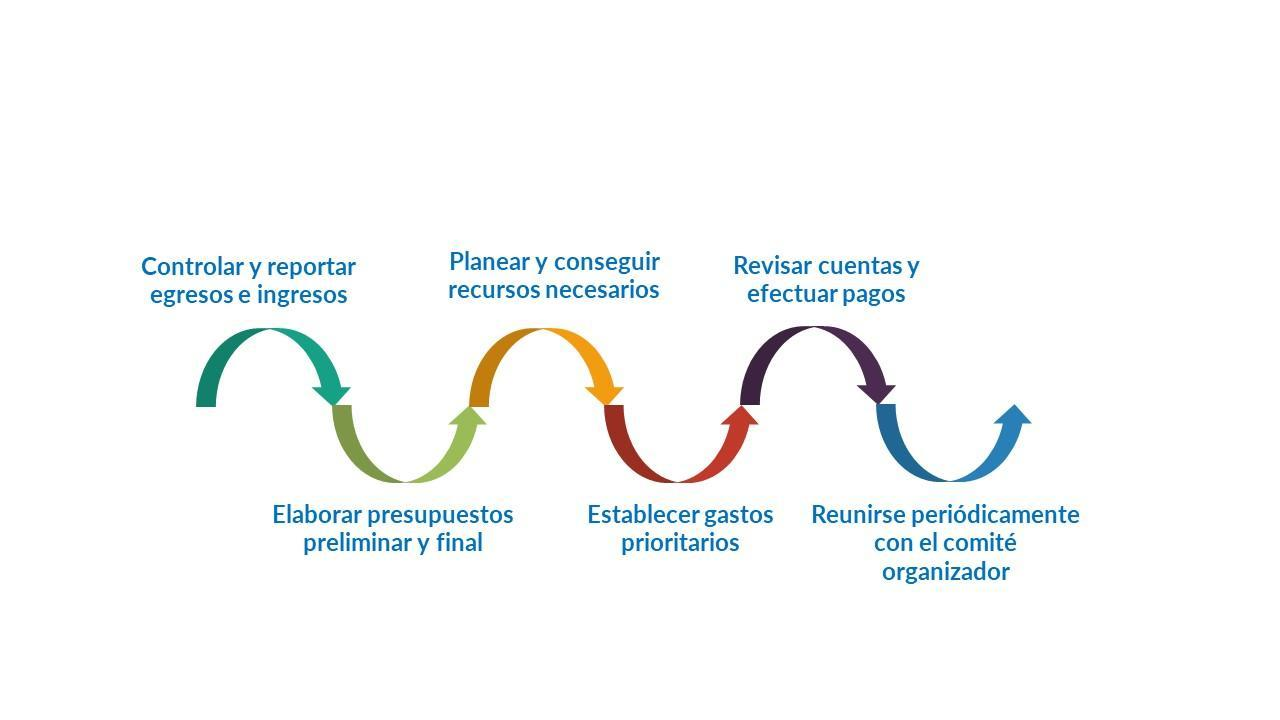 Controlar y reportar
egresos e ingresos
Elaborar presupuestos
preliminar y final
Planear y conseguir
recursos necesarios
Establecer gastos
prioritarios
Revisar cuentas y
efectuar pagos
Reunirse periódicamente
con el comité
organizador